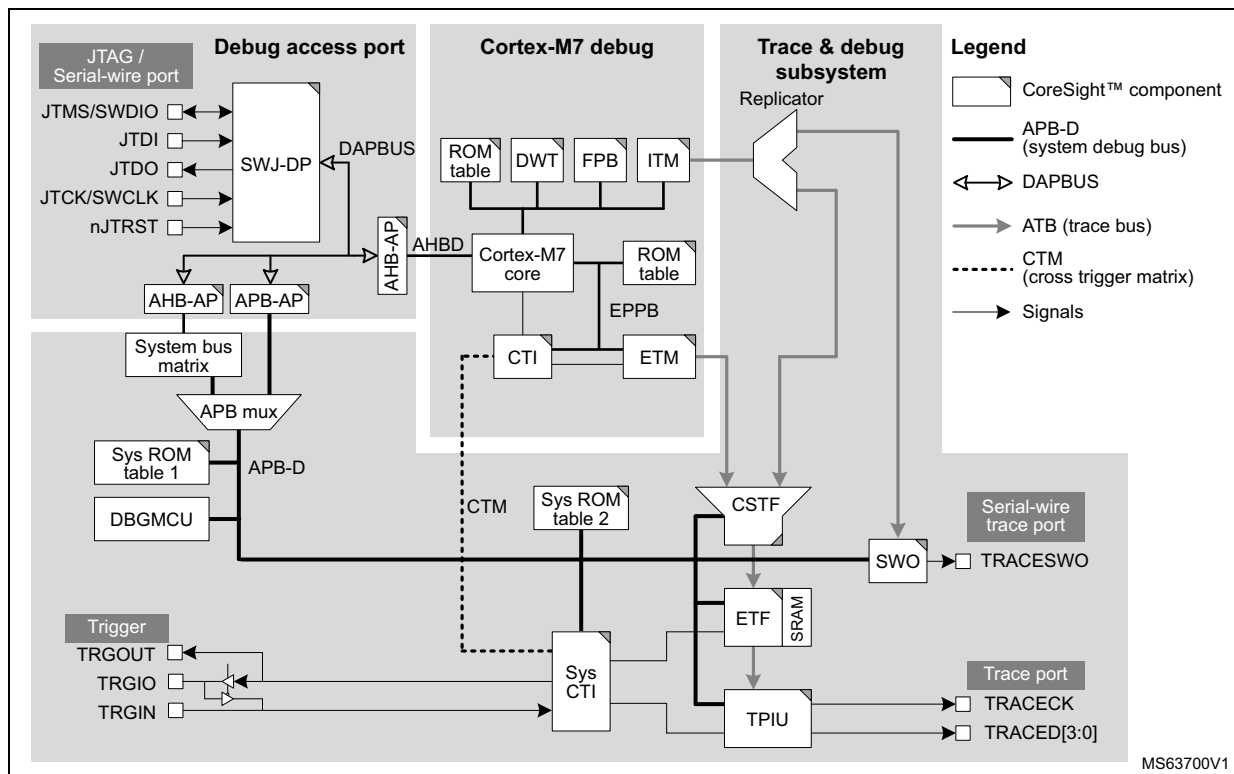 JTAG /
Serial-wire port
Debug access port
Cortex-M7 debug
Trace & debug
subsystem
Legend
JTMS/SWDIO
JTDI
JTDO
JTCK/SWCLK
nJTRST
SWJ-DP
DAPBUS
AHB-AP
AHBD
AHB-AP
APB-AP
ROM
table
DWT
FPB
ITM
Cortex-M7
core
ROM
table
EPPB
CTI
ETM
Replicator
CoreSight™ component
APB-D
(system debug bus)
DAPBUS
ATB (trace bus)
CTM
(cross trigger matrix)
Signals
System bus
matrix
APB mux
Sys ROM
table 1
APB-D
DBGMCU
CTM
Sys ROM
table 2
CSTF
Serial-wire
trace port
SWO
TRACESWO
ETF
SRAM
Trigger
TRGOUT
TRGIO
TRGIN
Sys
CTI
TPIU
Trace port
TRACECK
TRACED[3:0]
MS63700V1